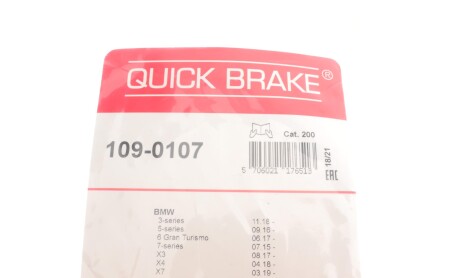 QUICK BRAKE®
109-0107
Cat. 200
5 706021 176513
18/21
EAC
BMW
3-series 11.18 -
5-series 09.16 -
6 Gran Turismo 06.17 -
7-series 07.15 -
X3 08.17 -
X4 04.18 -
X7 03.19 -